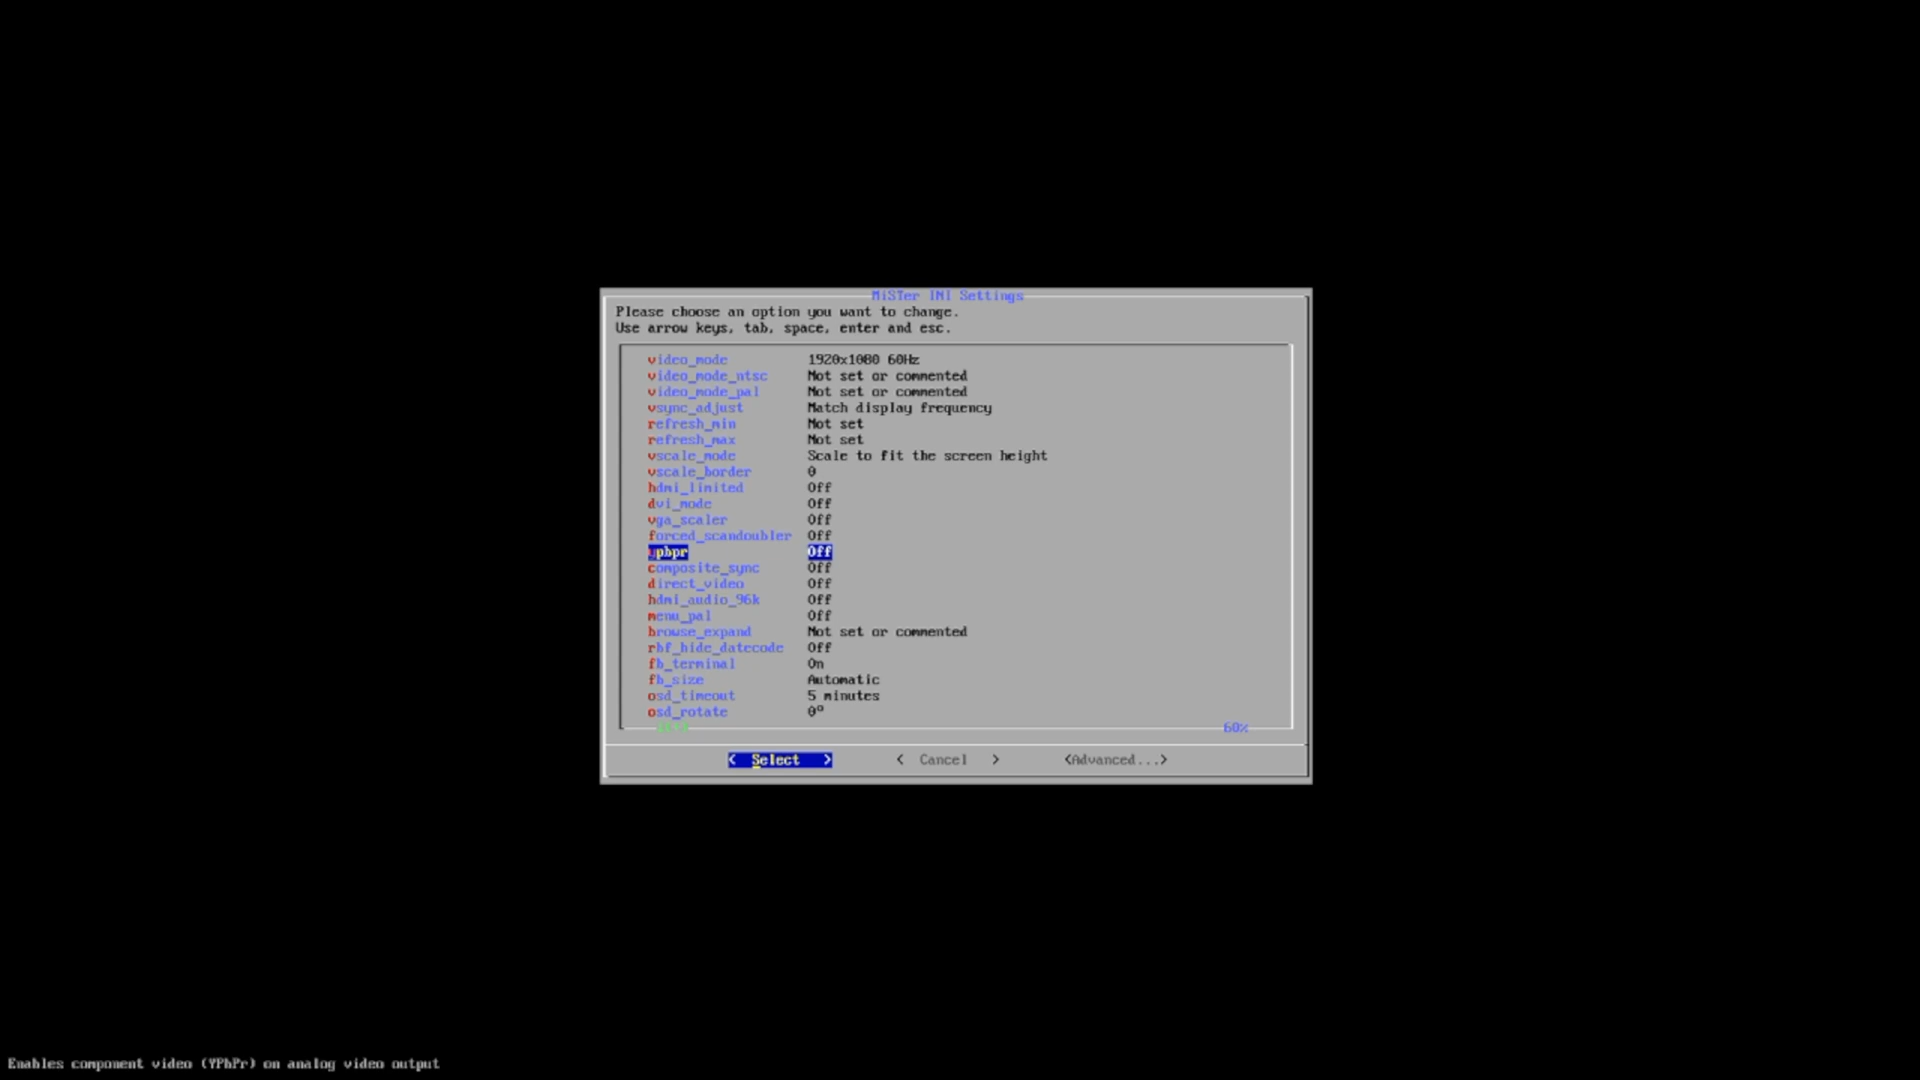 MiSTer INI Settings
Please choose an option you want to change.
Use arrow keys, tab, space, enter and esc.
video_mode 1920x1080 60Hz
video_mode_ntsc Not set or commented
video_mode_pal Not set or commented
vsync_adjust Match display frequency
refresh_min Not set
refresh_max Not set
vscale_mode Scale to fit the screen height
vscale_border 0
hdmi_limited Off
dvi_mode Off
vga_scaler Off
forced_scandoubler Off
ypbpr Off
composite_sync Off
direct_video Off
hdmi_audio_96k Off
menu_pal Off
browse_expand Not set or commented
rbf_hide_datecode Off
fb_terminal On
fb_size Automatic
osd_timeout 5 minutes
osd_rotate 0°
60%
< Select > < Cancel > <Advanced...>
Enables component video (YPbPr) on analog video output